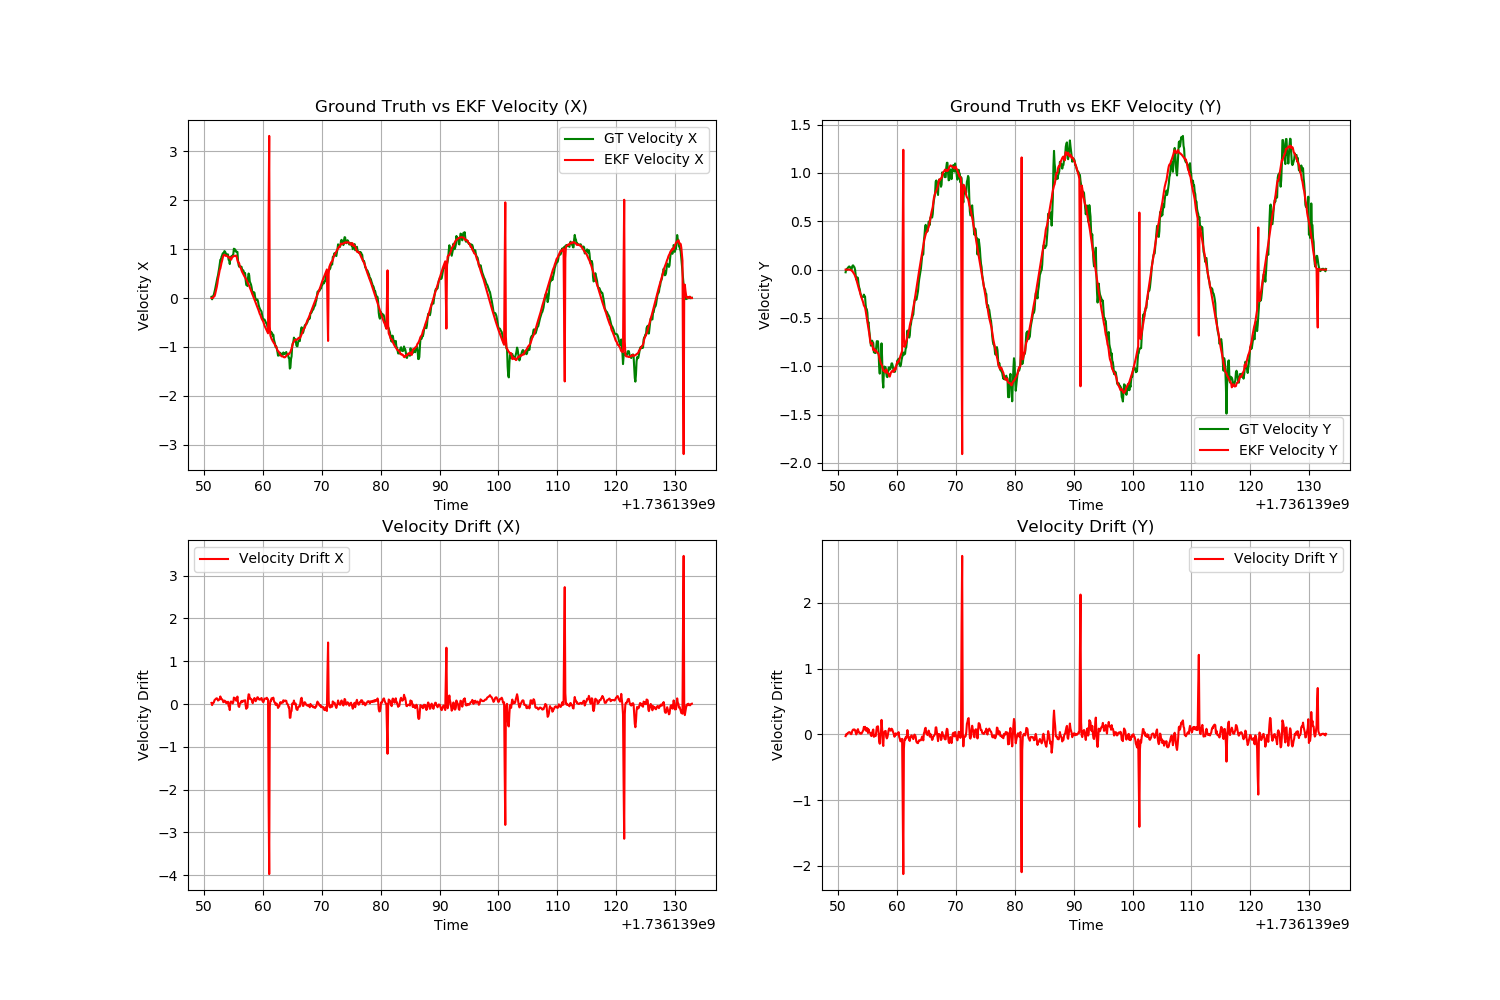 Ground Truth vs EKF Velocity (X)
GT Velocity X
EKF Velocity X
Velocity X
3
2
1
0
−1
−2
−3
50 60 70 80 90 100 110 120 130
Time
+1.736139e9
Ground Truth vs EKF Velocity (Y)
GT Velocity Y
EKF Velocity Y
Velocity Y
1.5
1.0
0.5
0.0
−0.5
−1.0
−1.5
−2.0
50 60 70 80 90 100 110 120 130
Time
+1.736139e9
Velocity Drift (X)
Velocity Drift X
Velocity Drift
3
2
1
0
−1
−2
−3
−4
50 60 70 80 90 100 110 120 130
Time
+1.736139e9
Velocity Drift (Y)
Velocity Drift Y
Velocity Drift
2
1
0
−1
−2
50 60 70 80 90 100 110 120 130
Time
+1.736139e9